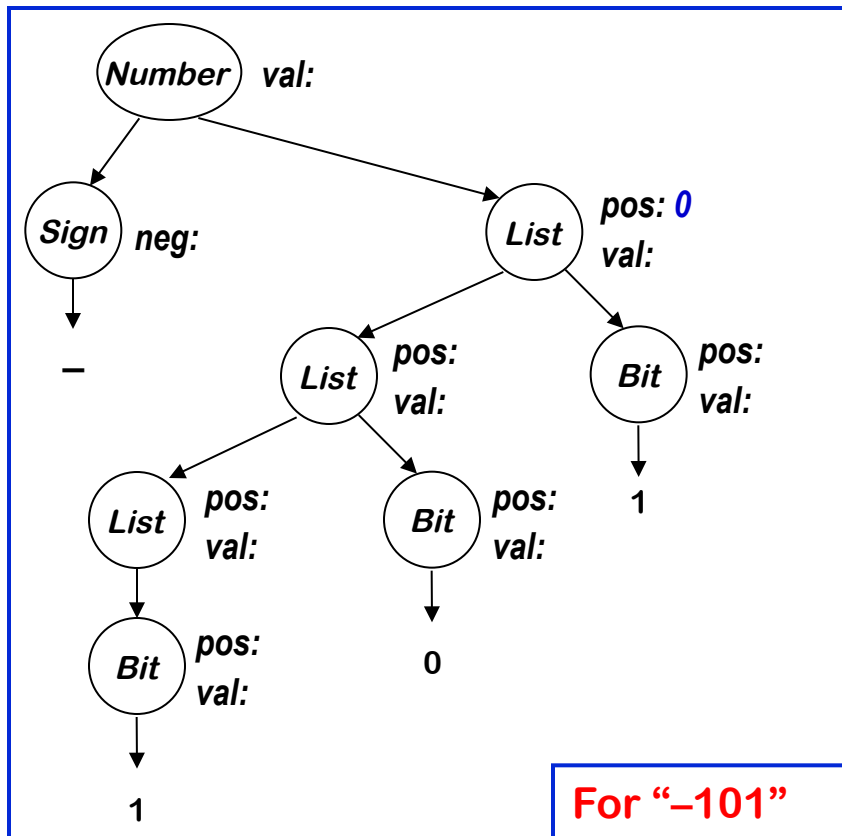 Number val:
Sign neg:
List pos: 0
val:
–
List pos:
val:
Bit pos:
val:
List pos:
val:
Bit pos:
val:
1
Bit pos:
val:
0
1
For “–101”